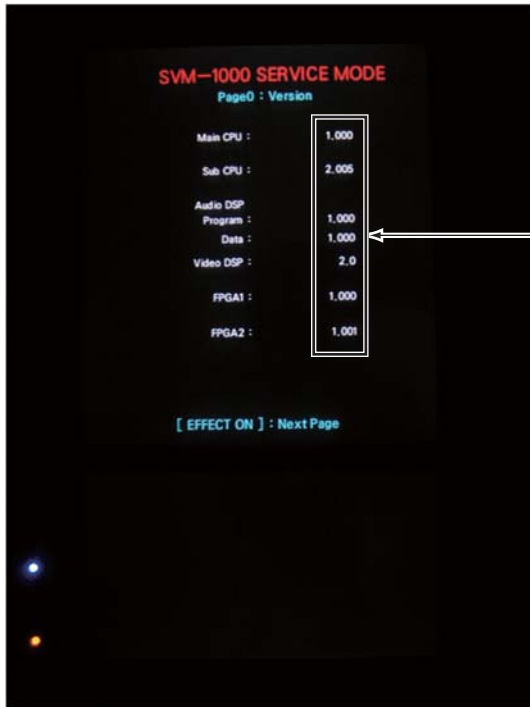 SVM-1000 SERVICE MODE
Page0 : Version
Main CPU : 1.000
Sub CPU : 2.005
Audio DSP
Program : 1.000
Data : 1.000
Video DSP : 2.0
FPGA1 : 1.000
FPGA2 : 1.001
[ EFFECT ON ] : Next Page